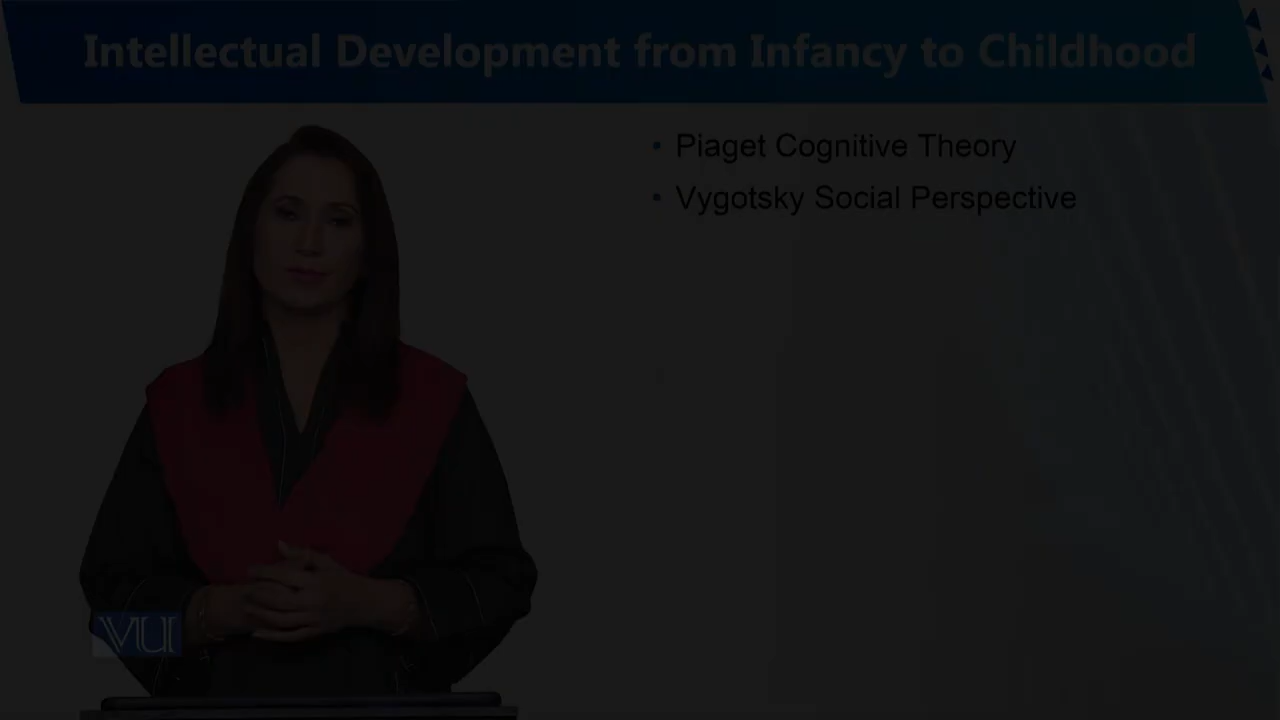 Intellectual Development from Infancy to Childhood
• Piaget Cognitive Theory
• Vygotsky Social Perspective
VU